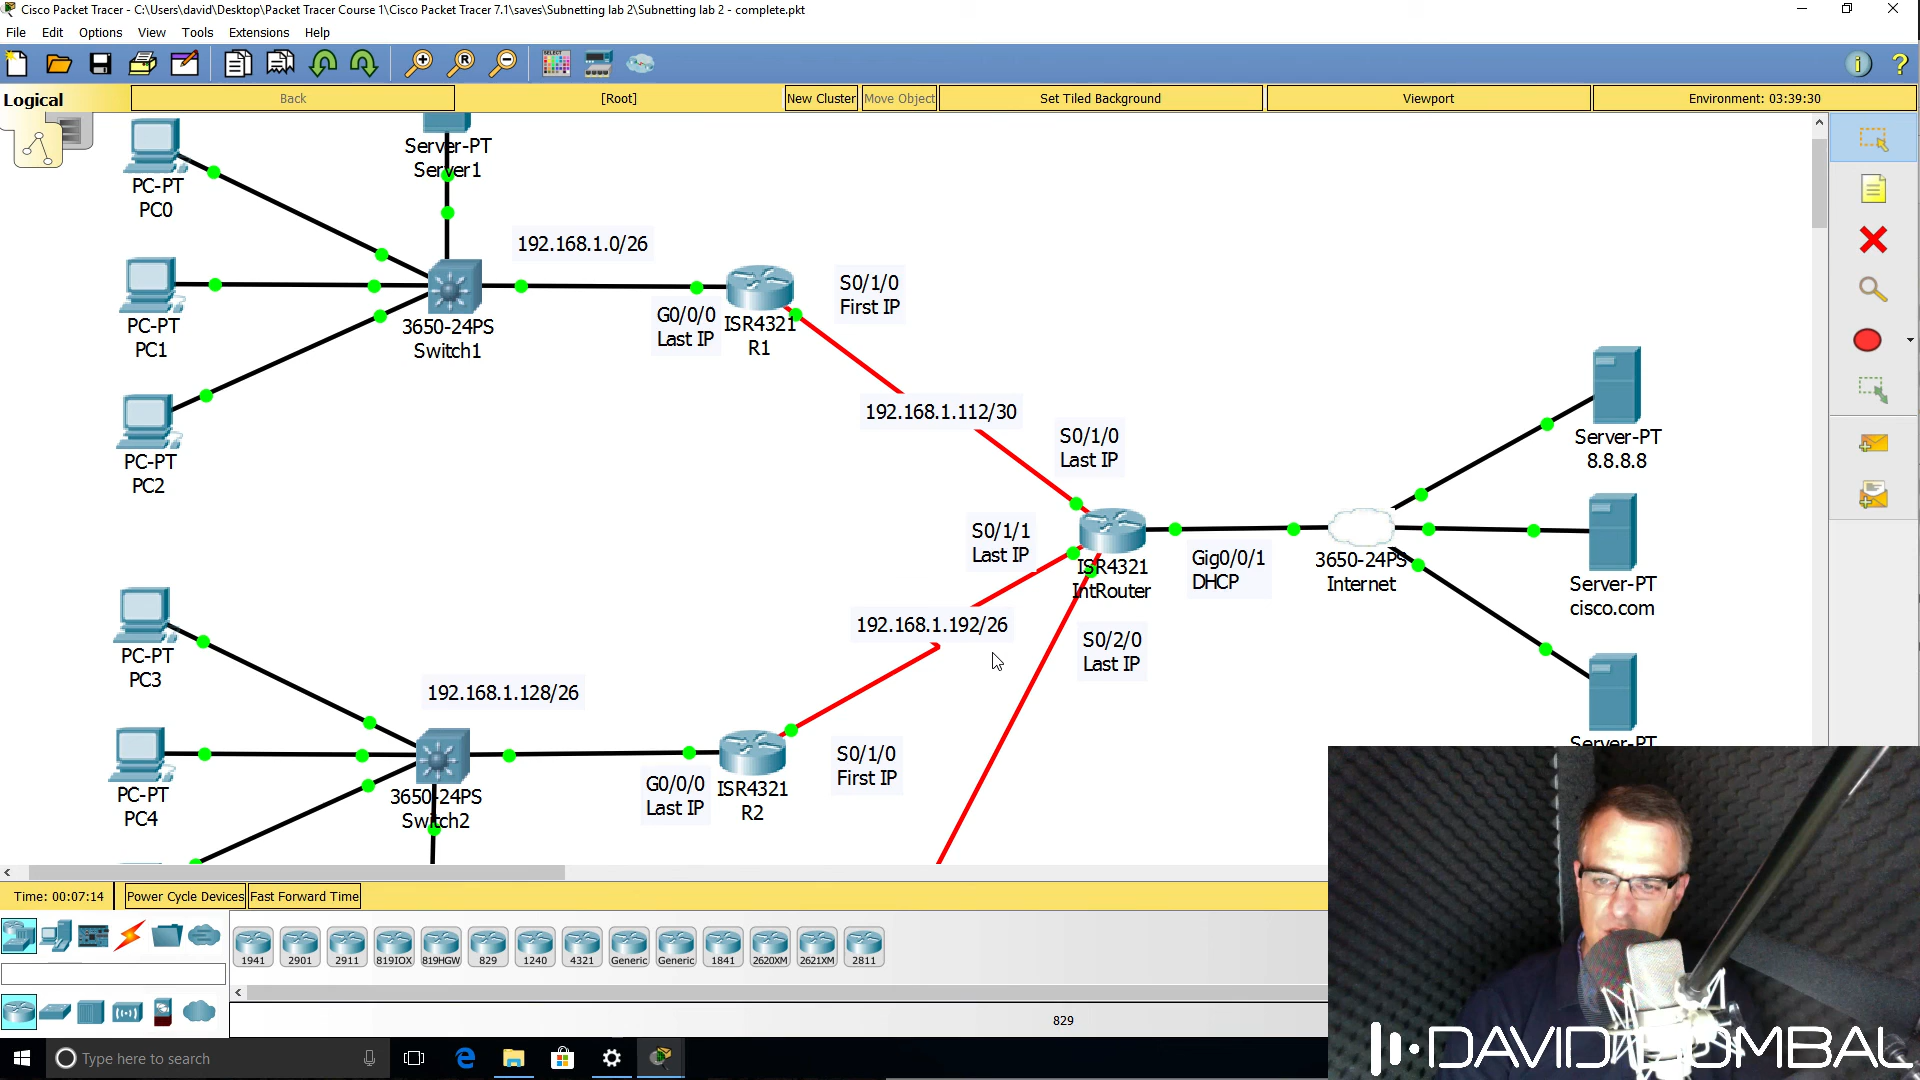 Cisco Packet Tracer - C:\Users\david\Desktop\Packet Tracer Course 1\Cisco Packet Tracer 7.1\saves\Subnetting lab 2\Subnetting lab 2 - complete.pkt
File Edit Options View Tools Extensions Help
Logical
Back
[Root]
New Cluster
Move Object
Set Tiled Background
Viewport
Environment: 03:39:30
Server-PT
Server1
PC-PT
PC0
192.168.1.0/26
PC-PT
PC1
3650-24PS
Switch1
G0/0/0
Last IP
ISR4321
R1
S0/1/0
First IP
PC-PT
PC2
192.168.1.112/30
S0/1/0
Last IP
Server-PT
8.8.8.8
S0/1/1
Last IP
ISR4321
IntRouter
Gig0/0/1
DHCP
3650-24PS
Internet
Server-PT
cisco.com
192.168.1.192/26
S0/2/0
Last IP
PC-PT
PC3
192.168.1.128/26
Server-PT
PC-PT
PC4
3650-24PS
Switch2
G0/0/0
Last IP
ISR4321
R2
S0/1/0
First IP
Time: 00:07:14
Power Cycle Devices
Fast Forward Time
1941 2901 2911 819IOX 819HGW 829 1240 4321 Generic Generic 1841 2620XM 2621XM 2811
829
Type here to search
DAVID BOMBAL